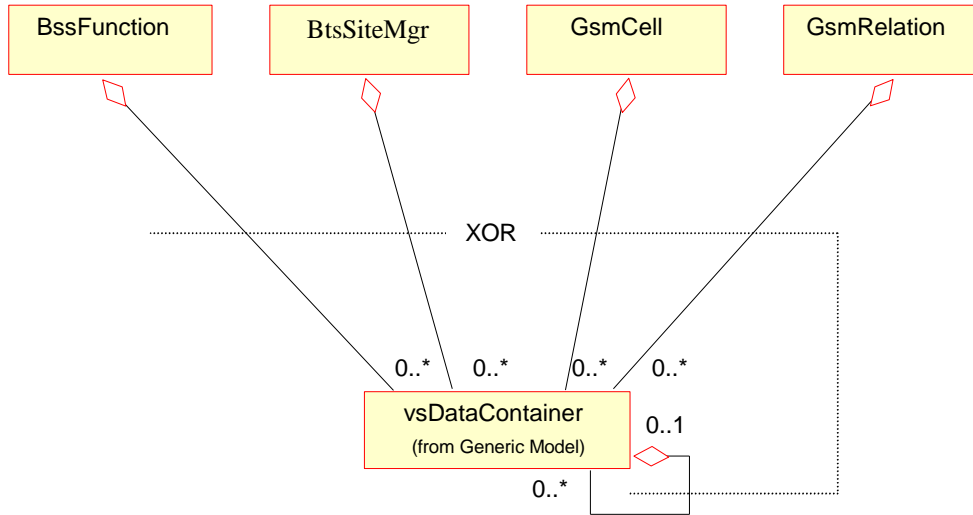 BssFunction
BtsSiteMgr
GsmCell
GsmRelation
XOR
0..*
0..*
0..*
0..*
vsDataContainer
(from Generic Model)
0..1
0..*